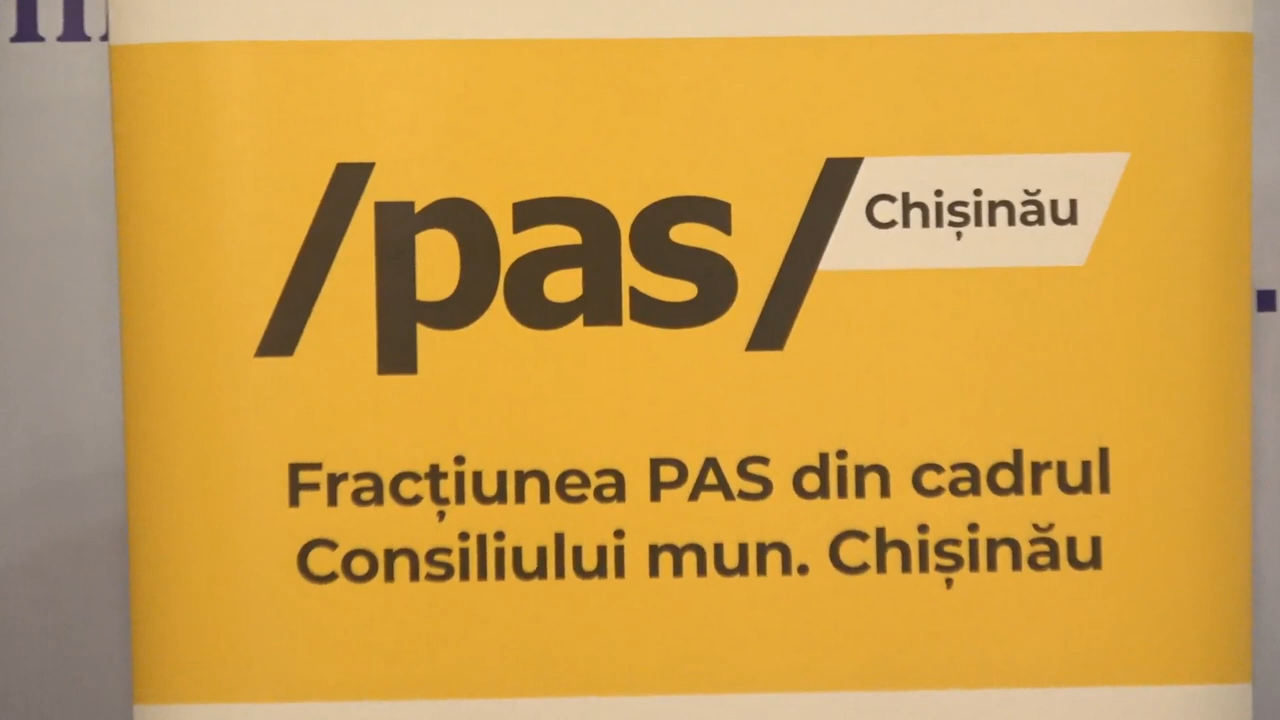 /pas/ Chișinău
Fracțiunea PAS din cadrul
Consiliului mun. Chișinău